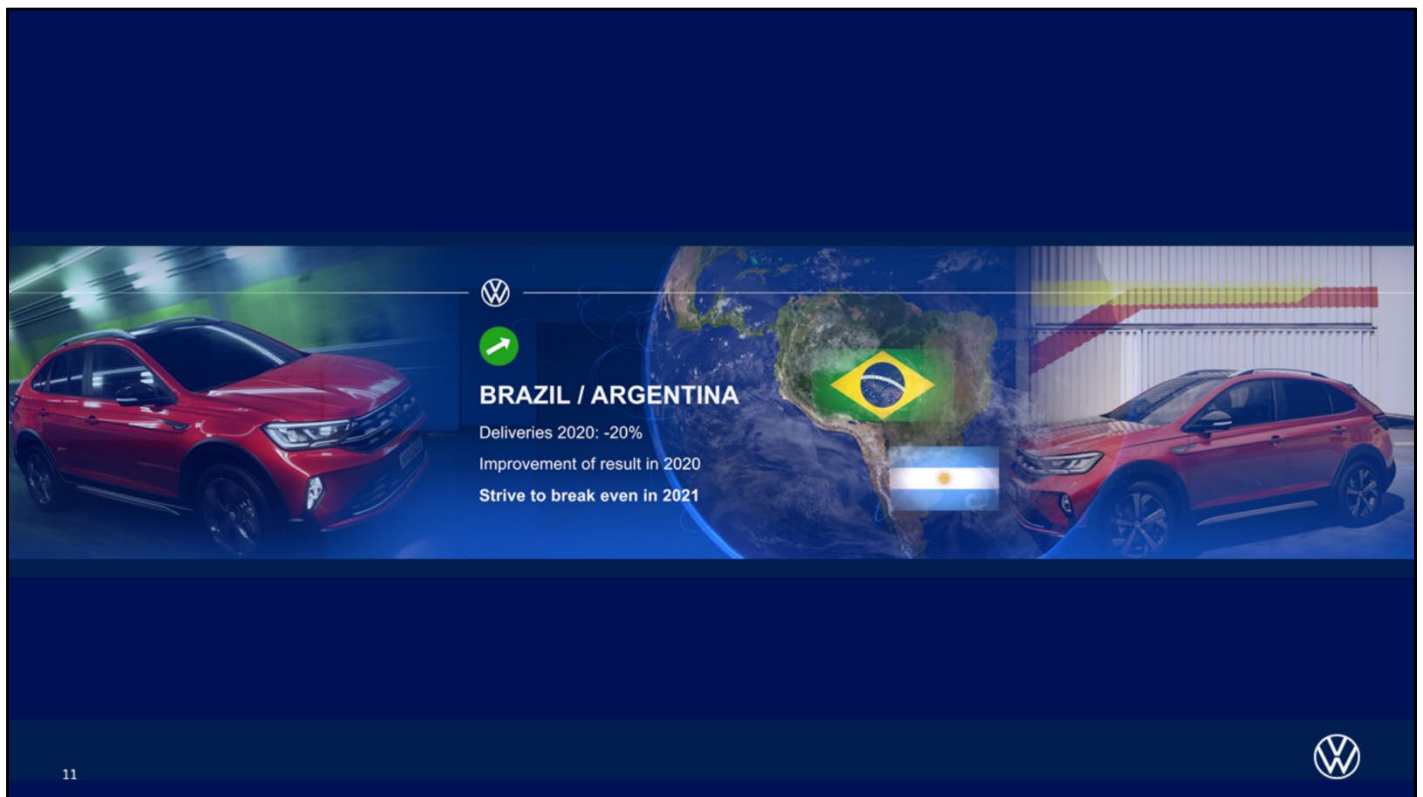 BRAZIL / ARGENTINA
Deliveries 2020: -20%
Improvement of result in 2020
Strive to break even in 2021
11